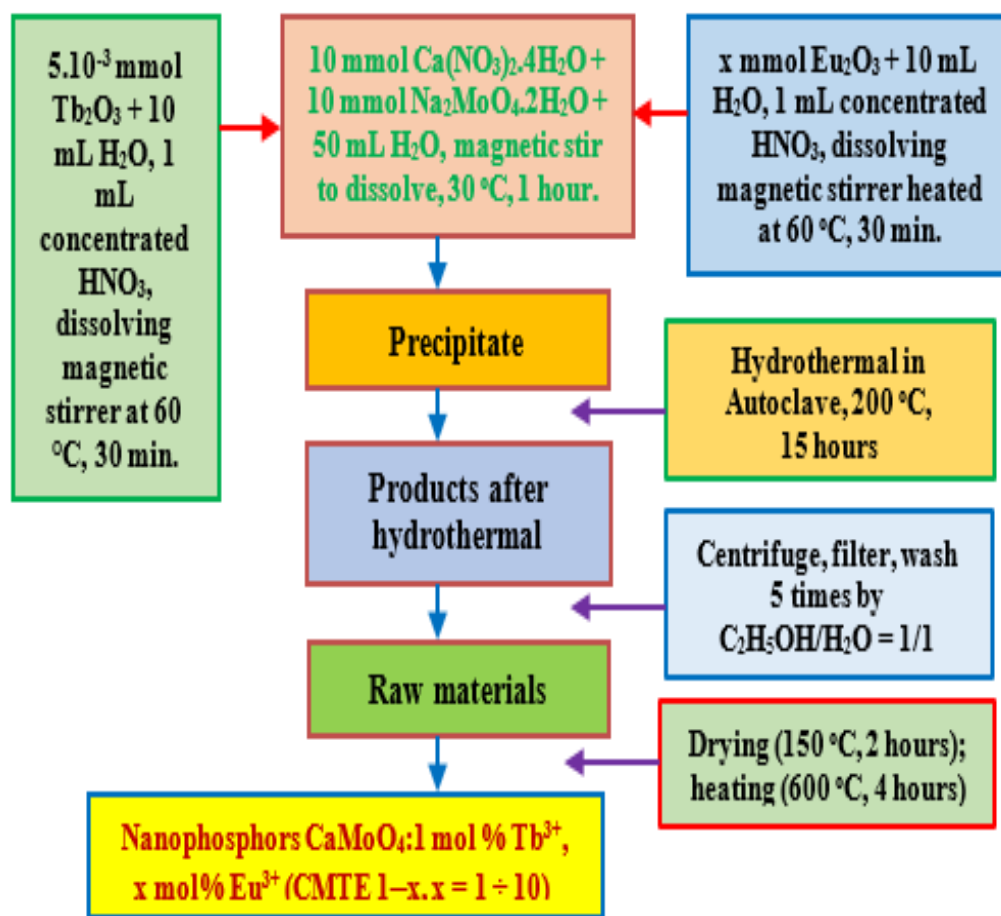 5.10⁻³ mmol
Tb₂O₃ + 10
mL H₂O, 1
mL
concentrated
HNO₃,
dissolving
magnetic
stirrer at 60
°C, 30 min.
10 mmol Ca(NO₃)₂.4H₂O +
10 mmol Na₂MoO₄.2H₂O +
50 mL H₂O, magnetic stir
to dissolve, 30 °C, 1 hour.
x mmol Eu₂O₃ + 10 mL
H₂O, 1 mL concentrated
HNO₃, dissolving
magnetic stirrer heated
at 60 °C, 30 min.
Precipitate
Hydrothermal in
Autoclave, 200 °C,
15 hours
Products after
hydrothermal
Centrifuge, filter, wash
5 times by
C₂H₅OH/H₂O = 1/1
Raw materials
Drying (150 °C, 2 hours);
heating (600 °C, 4 hours)
Nanophosphors CaMoO₄:1 mol % Tb³⁺,
x mol% Eu³⁺ (CMTE 1–x, x = 1 ÷ 10)